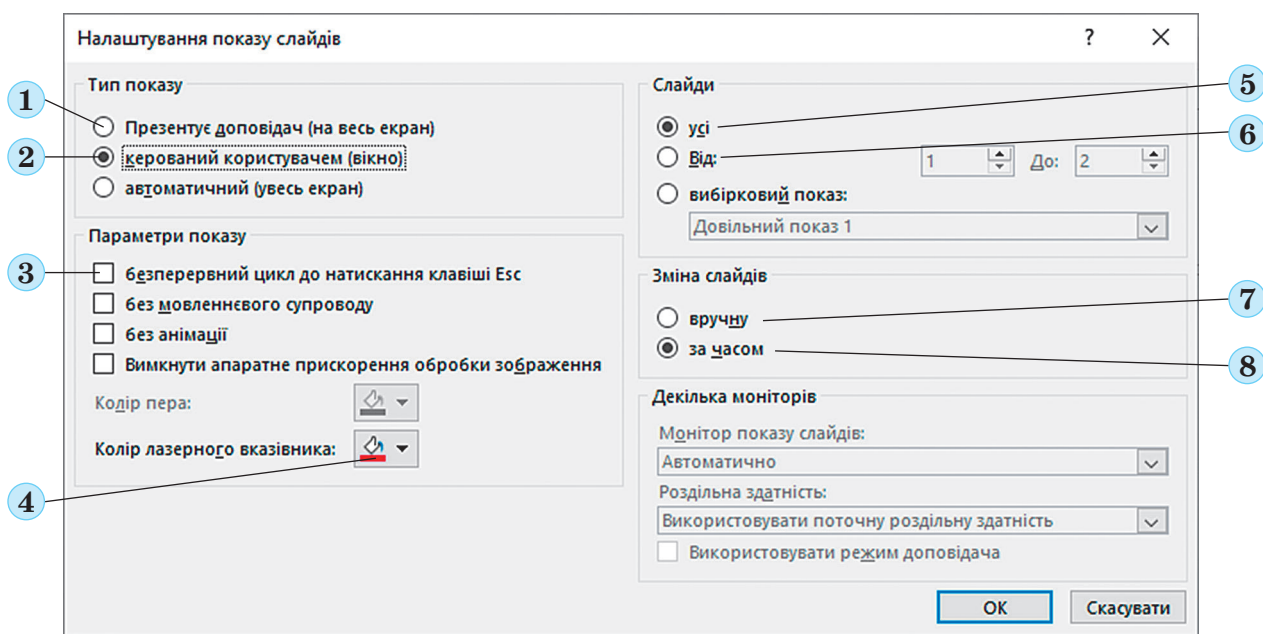 Налаштування показу слайдів
?
Тип показу
1
Презентує доповідач (на весь екран)
2
керований користувачем (вікно)
автоматичний (увесь екран)
Параметри показу
3
безперервний цикл до натискання клавіші Esc
без мовленнєвого супроводу
без анімації
Вимкнути апаратне прискорення обробки зображення
Колір пера:
Колір лазерного вказівника:
4
Слайди
5
усі
6
Від: 1 До: 2
вибірковий показ:
Довільний показ 1
Зміна слайдів
7
вручну
за часом
8
Декілька моніторів
Монітор показу слайдів:
Автоматично
Роздільна здатність:
Використовувати поточну роздільну здатність
Використовувати режим доповідача
ОК Скасувати